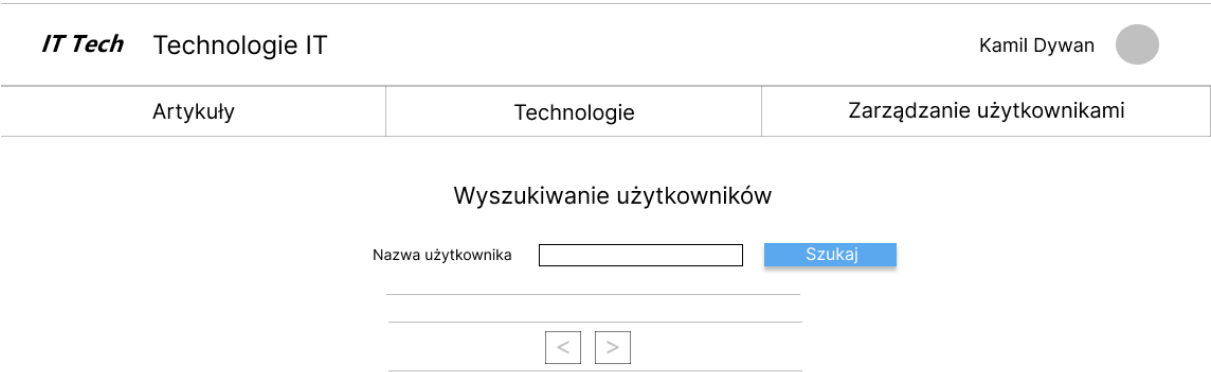 IT Tech Technologie IT Kamil Dywan
Artykuły Technologie Zarządzanie użytkownikami
Wyszukiwanie użytkowników
Nazwa użytkownika Szukaj
< >